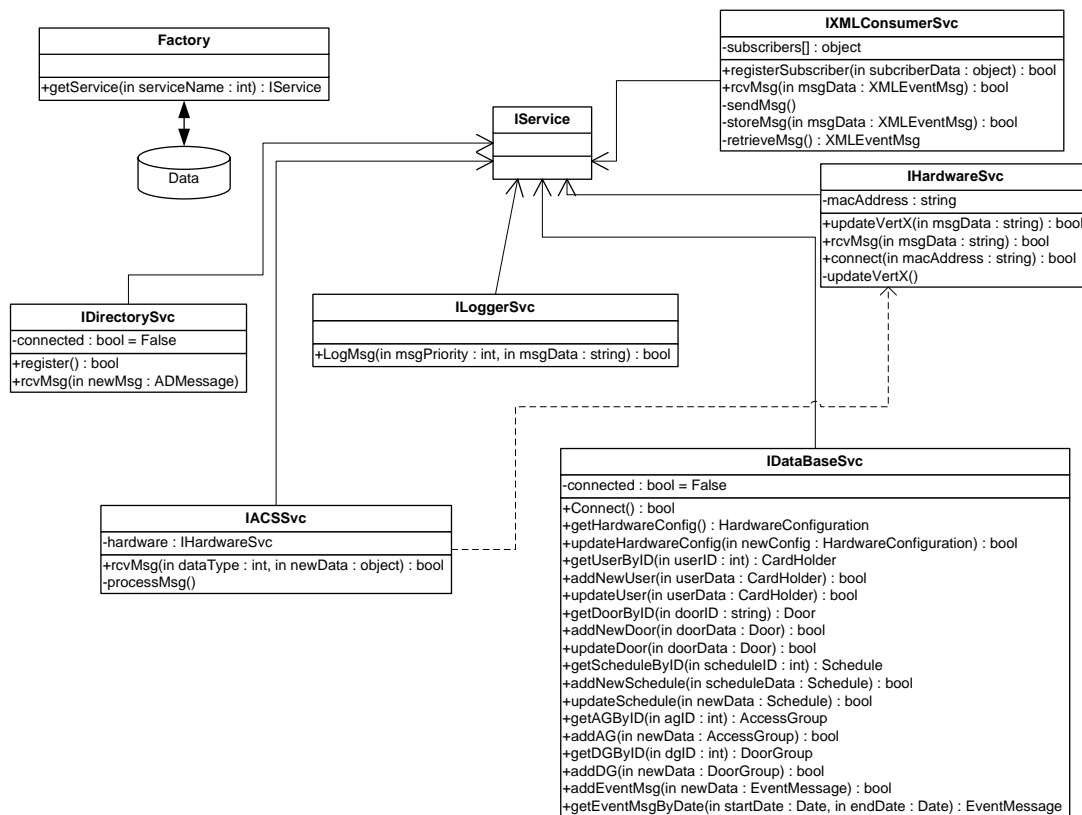 Factory
+getService(in serviceName : int) : IService
Data
IXMLConsumerSvc
-subscribers[] : object
+registerSubscriber(in subcriberData : object) : bool
+rcvMsg(in msgData : XMLEventMsg) : bool
-sendMsg()
-storeMsg(in msgData : XMLEventMsg) : bool
-retrieveMsg() : XMLEventMsg
IService
IHardwareSvc
-macAddress : string
+updateVertX(in msgData : string) : bool
+rcvMsg(in msgData : string) : bool
+connect(in macAddress : string) : bool
-updateVertX()
IDirectorySvc
-connected : bool = False
+register() : bool
+rcvMsg(in newMsg : ADMessage)
ILoggerSvc
+LogMsg(in msgPriority : int, in msgData : string) : bool
IACSSvc
-hardware : IHardwareSvc
+rcvMsg(in dataType : int, in newData : object) : bool
-processMsg()
IDataBaseSvc
-connected : bool = False
+Connect() : bool
+getHardwareConfig() : HardwareConfiguration
+updateHardwareConfig(in newConfig : HardwareConfiguration) : bool
+getUserByID(in userID : int) : CardHolder
+addNewUser(in userData : CardHolder) : bool
+updateUser(in userData : CardHolder) : bool
+getDoorByID(in doorID : string) : Door
+addNewDoor(in doorData : Door) : bool
+updateDoor(in doorData : Door) : bool
+getScheduleByID(in scheduleID : int) : Schedule
+addNewSchedule(in scheduleData : Schedule) : bool
+updateSchedule(in newData : Schedule) : bool
+getAGByID(in agID : int) : AccessGroup
+addAG(in newData : AccessGroup) : bool
+getDGByID(in dgID : int) : DoorGroup
+addDG(in newData : DoorGroup) : bool
+addEventMsg(in newData : EventMessage) : bool
+getEventMsgByDate(in startDate : Date, in endDate : Date) : EventMessage